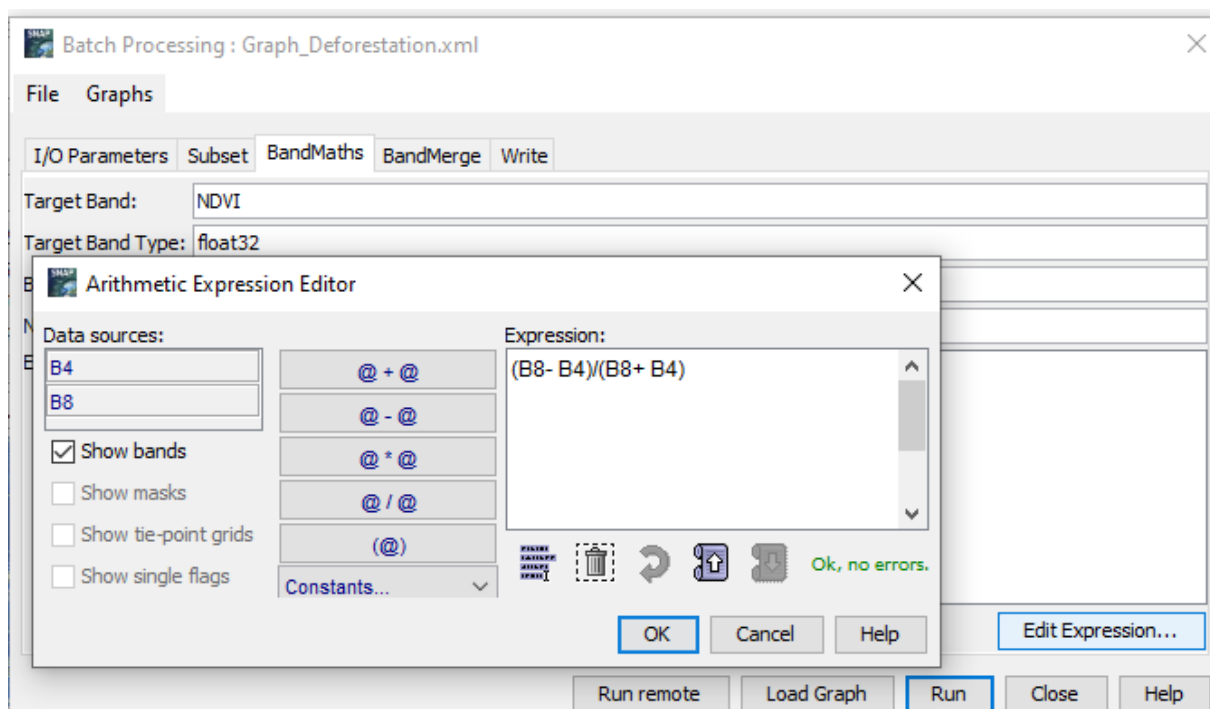 Batch Processing : Graph_Deforestation.xml
File Graphs
I/O Parameters Subset BandMaths BandMerge Write
Target Band: NDVI
Target Band Type: float32
SNAP
Arithmetic Expression Editor
Data sources:
Expression:
B4
B8
Show bands
Show masks
Show tie-point grids
Show single flags
@ + @
@ - @
@ * @
@ / @
(@)
Constants...
(B8- B4)/(B8+ B4)
Ok, no errors.
OK Cancel Help
Edit Expression...
Run remote Load Graph Run Close Help